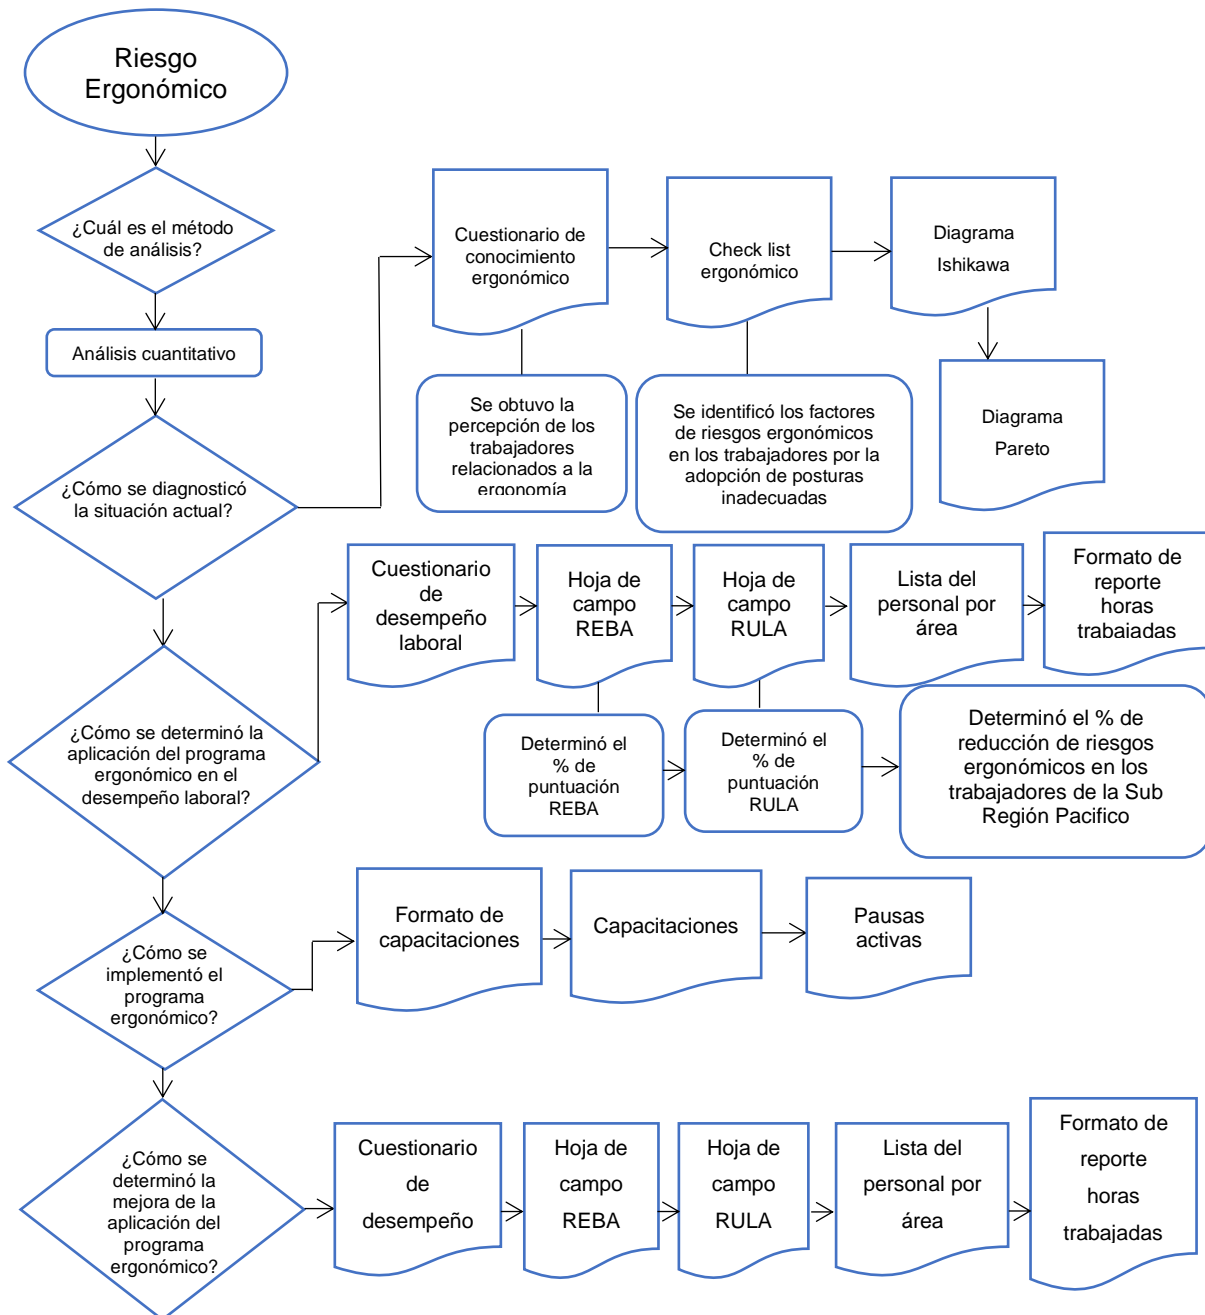 Riesgo
Ergonómico
¿Cuál es el método
de análisis?
Análisis cuantitativo
¿Cómo se diagnosticó
la situación actual?
Cuestionario de
conocimiento
ergonómico
Check list
ergonómico
Diagrama
Ishikawa
Diagrama
Pareto
Se obtuvo la
percepción de los
trabajadores
relacionados a la
ergonomía
Se identificó los factores
de riesgos ergonómicos
en los trabajadores por la
adopción de posturas
inadecuadas
¿Cómo se determinó la
aplicación del programa
ergonómico en el
desempeño laboral?
Cuestionario
de
desempeño
laboral
Hoja de
campo
REBA
Hoja de
campo
RULA
Lista del
personal por
área
Formato de
reporte
horas
trabajadas
Determinó el
% de
puntuación
REBA
Determinó el
% de
puntuación
RULA
Determinó el % de
reducción de riesgos
ergonómicos en los
trabajadores de la Sub
Región Pacifico
¿Cómo se
implementó el
programa
ergonómico?
Formato de
capacitaciones
Capacitaciones
Pausas
activas
¿Cómo se
determinó la
mejora de la
aplicación del
programa
ergonómico?
Cuestionario
de
desempeño
Hoja de
campo
REBA
Hoja de
campo
RULA
Lista del
personal por
área
Formato de
reporte
horas
trabajadas